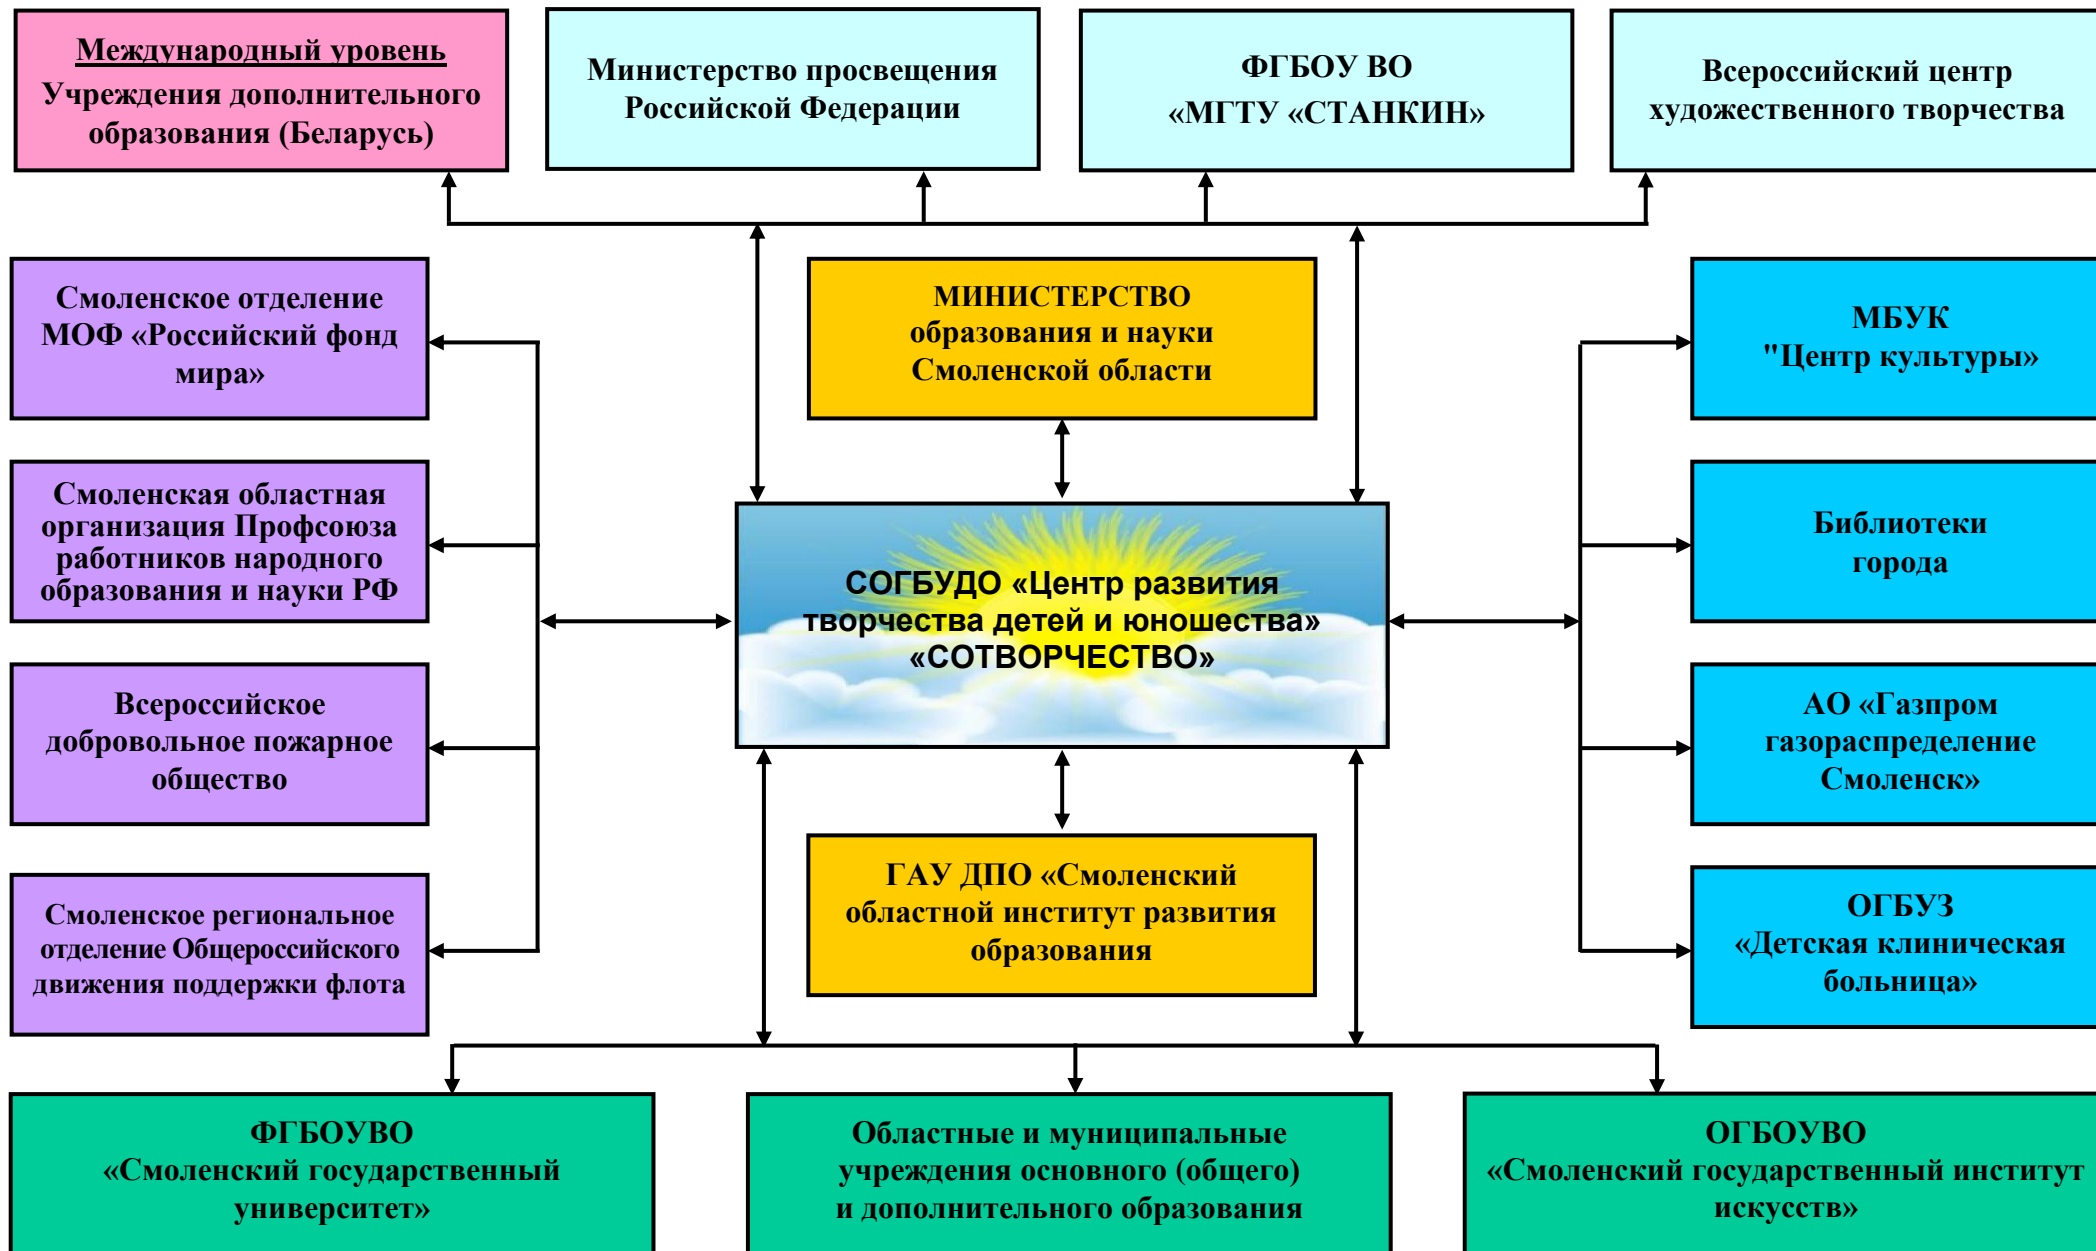 Международный уровень
Учреждения дополнительного
образования (Беларусь)
Министерство просвещения
Российской Федерации
ФГБОУ ВО
«МГТУ «СТАНКИН»
Всероссийский центр
художественного творчества
Смоленское отделение
МОФ «Российский фонд
мира»
МИНИСТЕРСТВО
образования и науки
Смоленской области
МБУК
"Центр культуры»
Смоленская областная
организация Профсоюза
работников народного
образования и науки РФ
СОГБУДО «Центр развития
творчества детей и юношества»
«СОТВОРЧЕСТВО»
Библиотеки
города
Всероссийское
добровольное пожарное
общество
АО «Газпром
газораспределение
Смоленск»
Смоленское региональное
отделение Общероссийского
движения поддержки флота
ГАУ ДПО «Смоленский
областной институт развития
образования
ОГБУЗ
«Детская клиническая
больница»
ФГБОУВО
«Смоленский государственный
университет»
Областные и муниципальные
учреждения основного (общего)
и дополнительного образования
ОГБОУВО
«Смоленский государственный институт
искусств»